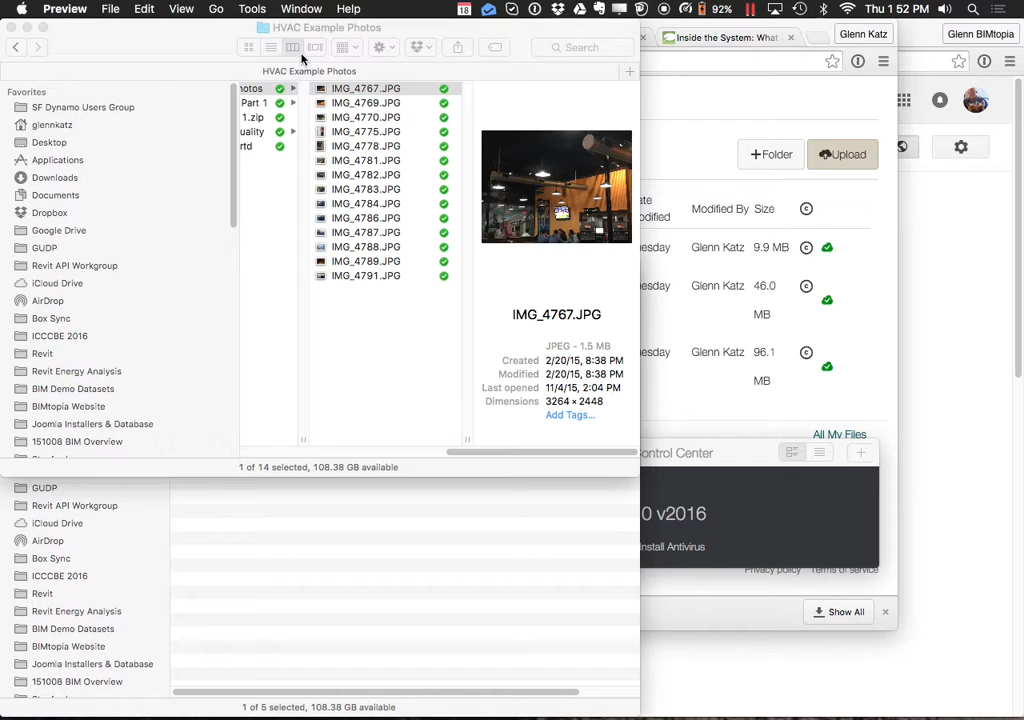 Preview File Edit View Go Tools Window Help 18 92% Thu 1:52 PM
HVAC Example Photos
Search
HVAC Example Photos
Inside the System: What
Glenn Katz
Glenn BIMtopia
Favorites
SF Dynamo Users Group
glennkatz
Desktop
Applications
Downloads
Documents
Dropbox
Google Drive
GUDP
Revit API Workgroup
iCloud Drive
AirDrop
Box Sync
ICCCBE 2016
Revit
Revit Energy Analysis
BIM Demo Datasets
BIMtopia Website
Joomla Installers & Database
151008 BIM Overview
hotos
Part 1
1.zip
uality
rtd
IMG_4767.JPG
IMG_4769.JPG
IMG_4770.JPG
IMG_4775.JPG
IMG_4778.JPG
IMG_4781.JPG
IMG_4782.JPG
IMG_4783.JPG
IMG_4784.JPG
IMG_4786.JPG
IMG_4787.JPG
IMG_4788.JPG
IMG_4789.JPG
IMG_4791.JPG
IMG_4767.JPG
JPEG - 1.5 MB
Created 2/20/15, 8:38 PM
Modified 2/20/15, 8:38 PM
Last opened 11/4/15, 2:04 PM
Dimensions 3264 × 2448
Add Tags...
1 of 14 selected, 108.38 GB available
+Folder
Upload
odified Modified By Size
esday Glenn Katz 9.9 MB
esday Glenn Katz 46.0 MB
esday Glenn Katz 96.1 MB
All My Files
ontrol Center
0 v2016
Install Antivirus
Privacy policy Terms of service
Show All
GUDP
Revit API Workgroup
iCloud Drive
AirDrop
Box Sync
ICCCBE 2016
Revit
Revit Energy Analysis
BIM Demo Datasets
BIMtopia Website
Joomla Installers & Database
151008 BIM Overview
1 of 5 selected, 108.38 GB available